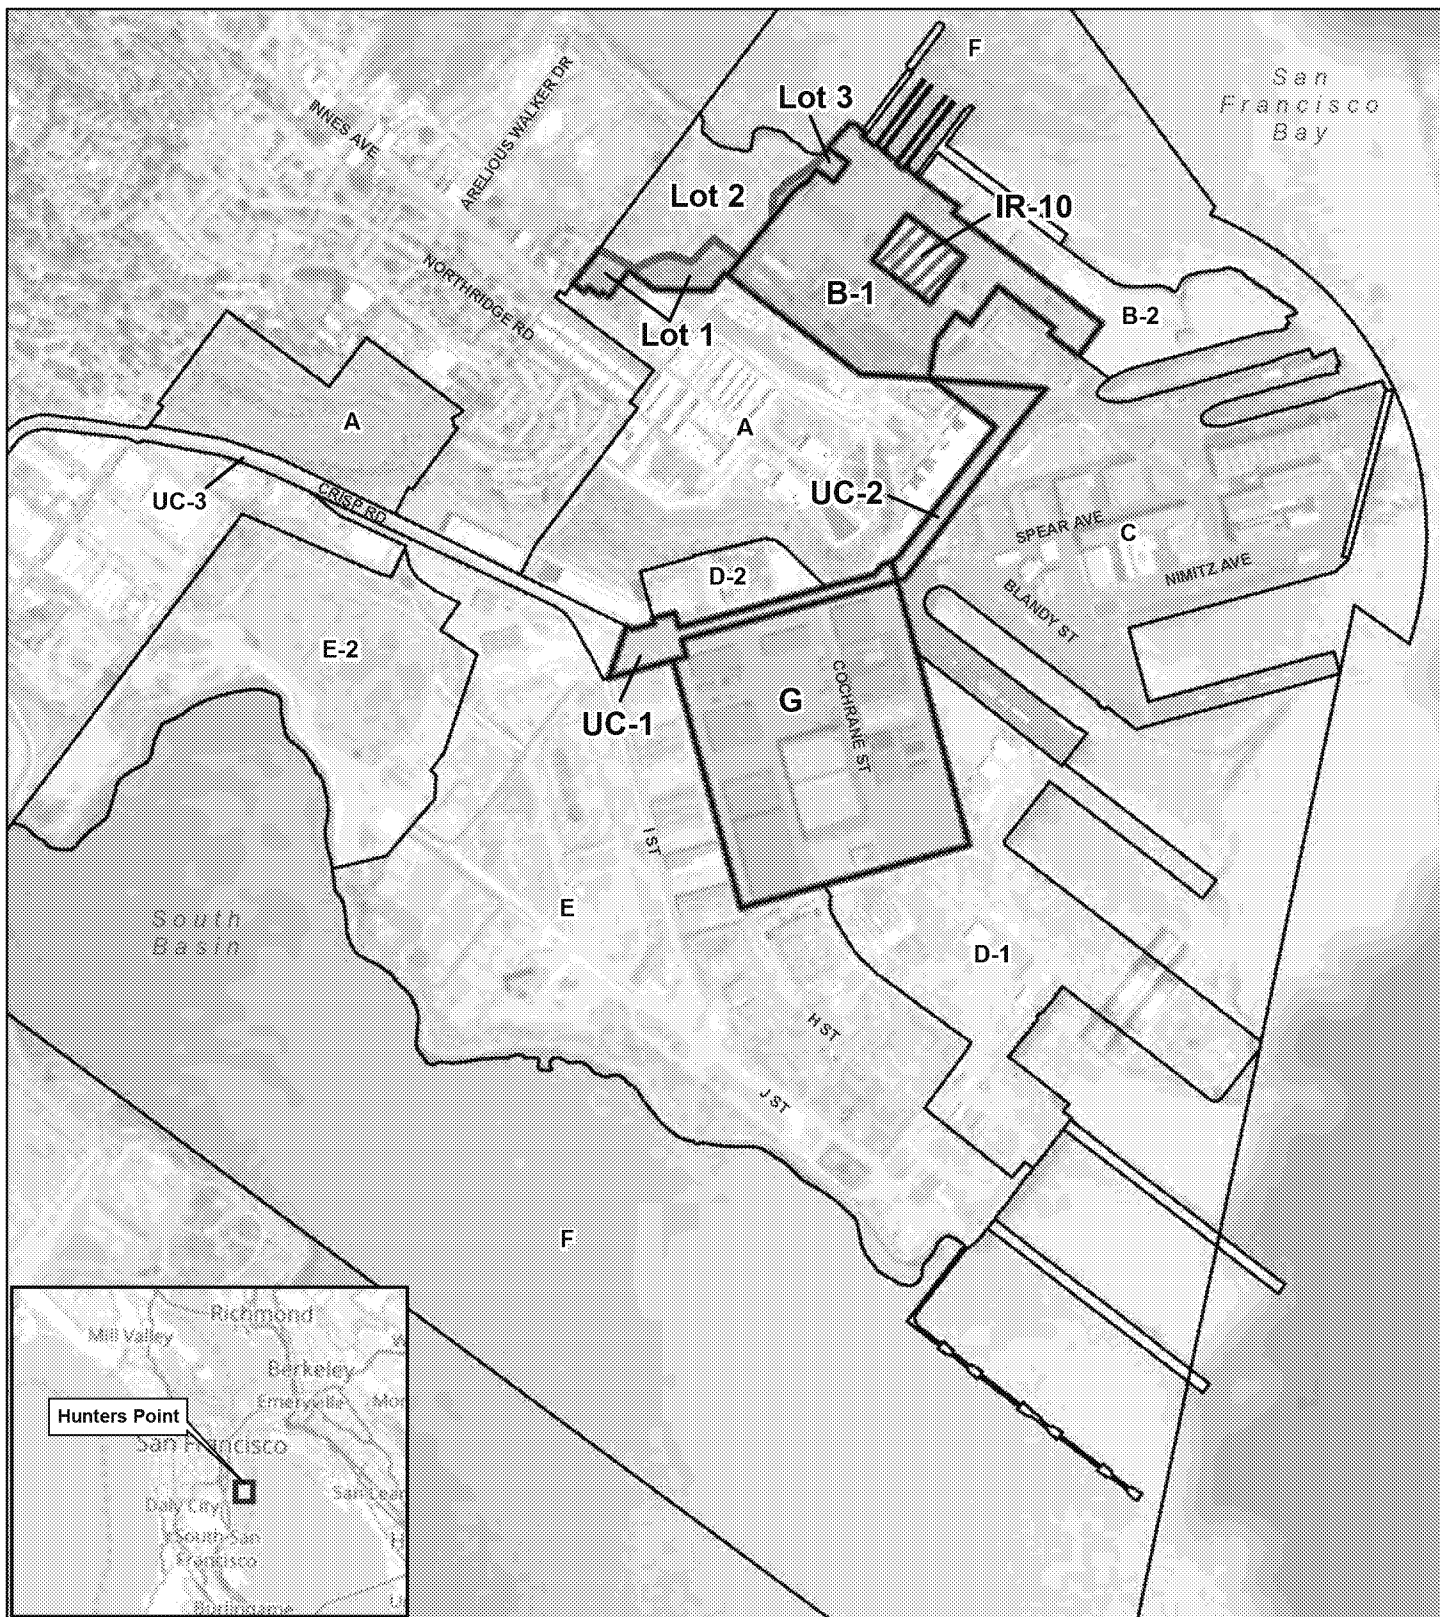 F
San
Francisco
Bay
Lot 3
INNES AVE
ARELIOUS WALKER DR
Lot 2
IR-10
NORTHRIDGE RD
B-1
B-2
Lot 1
A
A
UC-3
CRISP RD
UC-2
SPEAR AVE
C
NIMITZ AVE
D-2
BLANDY ST
E-2
UC-1
G
COCHRANE ST
I ST
E
South
Basin
D-1
H ST
J ST
F
Richmond
Mill Valley
Berkeley
Emeryville
Mor
Hunters Point
San Francisco
San Lear
Daly City
South San
Francisco
H
Burlingame
U